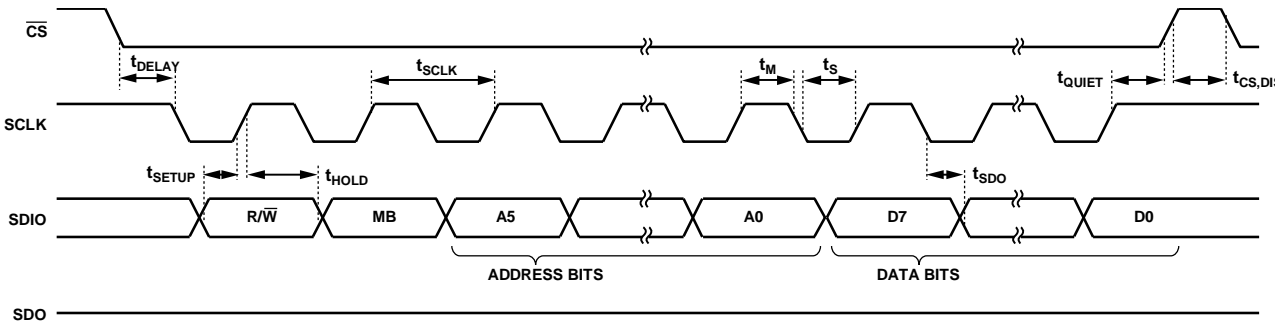 CS
tDELAY
tSCLK
tM
tS
tQUIET
tCS,DIS
SCLK
tSETUP
tHOLD
tSDO
SDIO
R/W
MB
A5
A0
D7
D0
ADDRESS BITS
DATA BITS
SDO